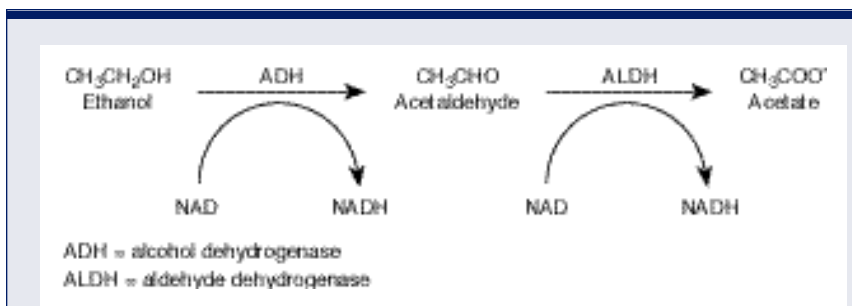 CH₃CH₂OH ADH CH₃CHO ALDH CH₃COO⁻
Ethanol Acetaldehyde Acetate
NAD NADH NAD NADH
ADH = alcohol dehydrogenase
ALDH = aldehyde dehydrogenase